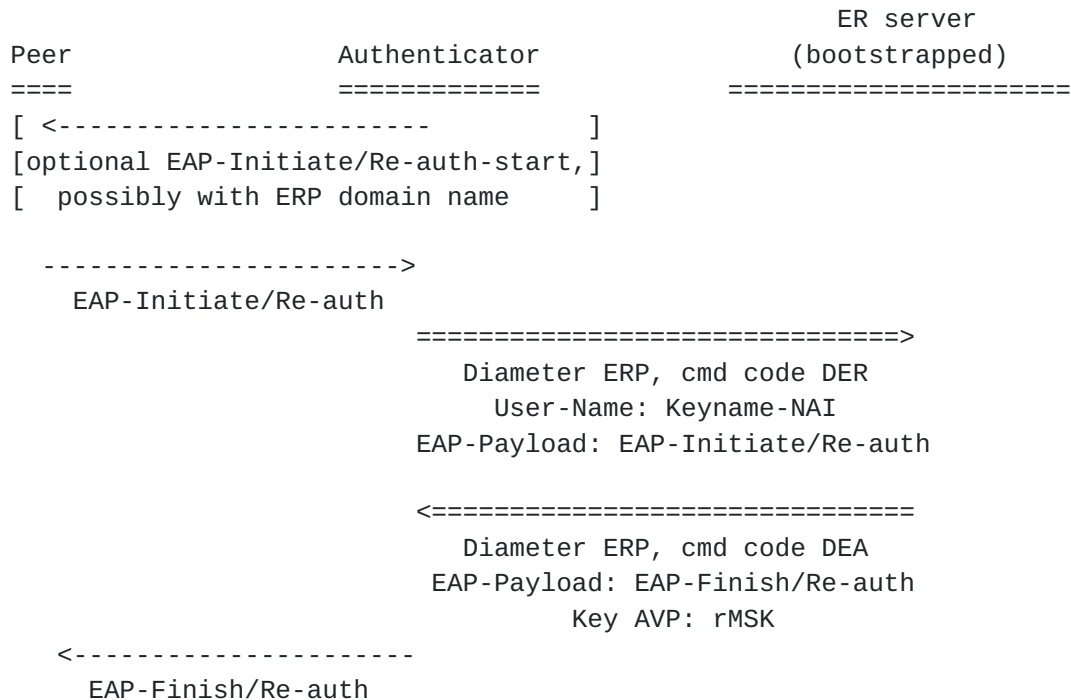 ER server
Peer                 Authenticator                (bootstrapped)
====                 =============            ======================
[ <------------------------          ]
[optional EAP-Initiate/Re-auth-start,]
[  possibly with ERP domain name     ]
  ----------------------->
    EAP-Initiate/Re-auth
                          ===============================>
                             Diameter ERP, cmd code DER
                               User-Name: Keyname-NAI
                          EAP-Payload: EAP-Initiate/Re-auth
                          <===============================
                             Diameter ERP, cmd code DEA
                           EAP-Payload: EAP-Finish/Re-auth
                                    Key AVP: rMSK
   <----------------------
     EAP-Finish/Re-auth